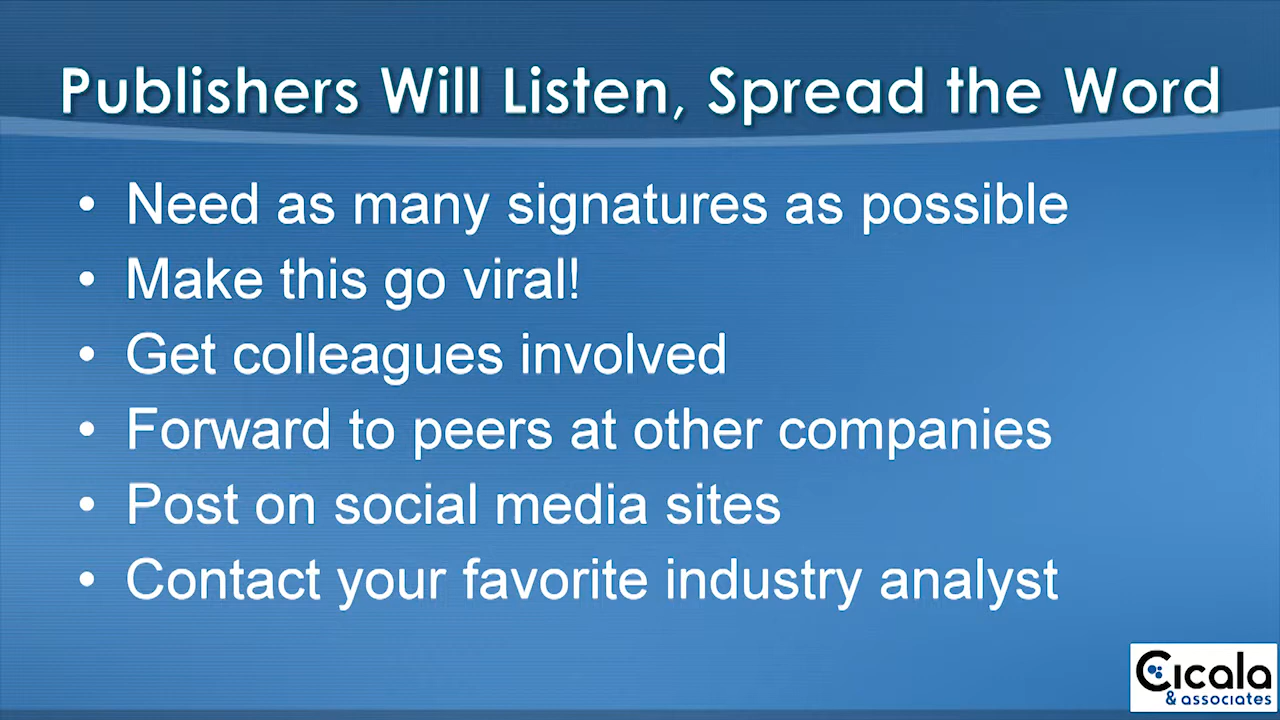 Publishers Will Listen, Spread the Word
• Need as many signatures as possible
• Make this go viral!
• Get colleagues involved
• Forward to peers at other companies
• Post on social media sites
• Contact your favorite industry analyst
Cicala
& associates